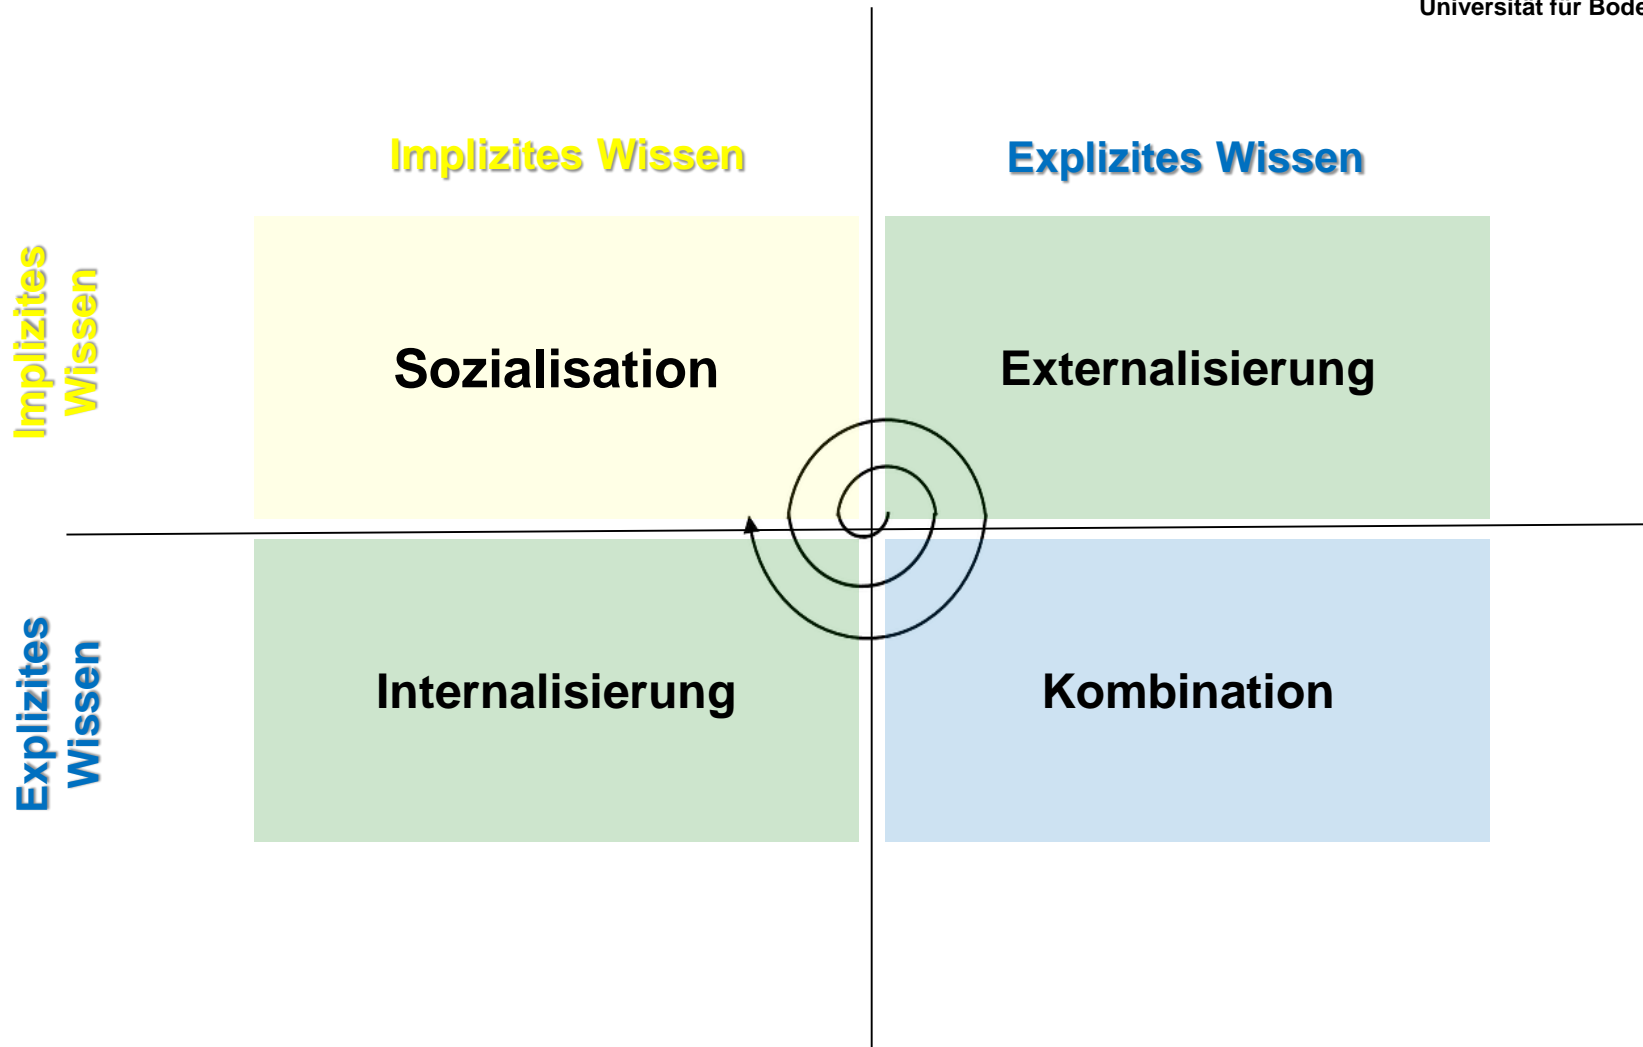 Universität für Bode
Implizites Wissen
Explizites Wissen
Implizites
Wissen
Sozialisation
Externalisierung
Explizites
Wissen
Internalisierung
Kombination